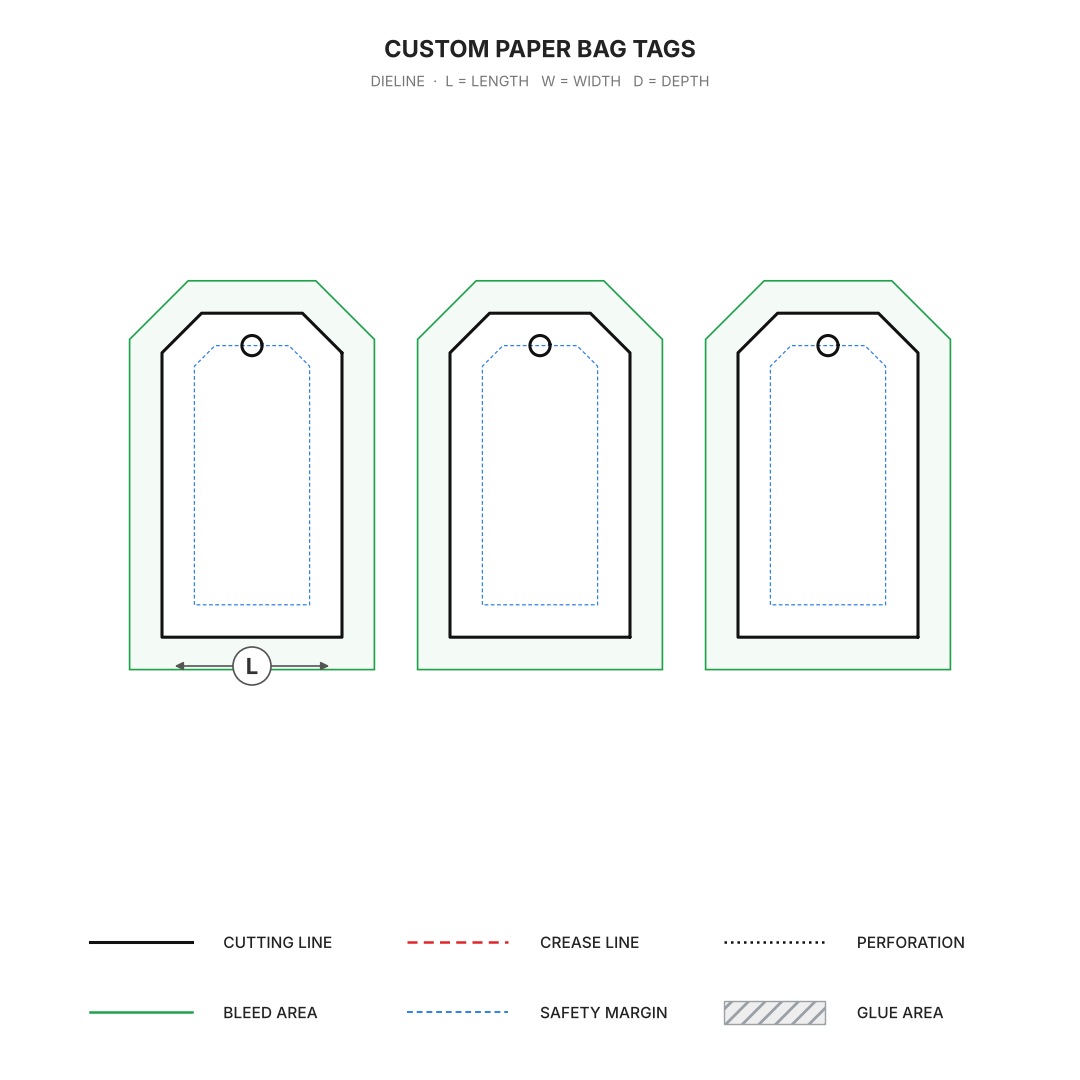 CUSTOM PAPER BAG TAGS
DIELINE · L = LENGTH W = WIDTH D = DEPTH
L
CUTTING LINE
CREASE LINE
PERFORATION
BLEED AREA
SAFETY MARGIN
GLUE AREA